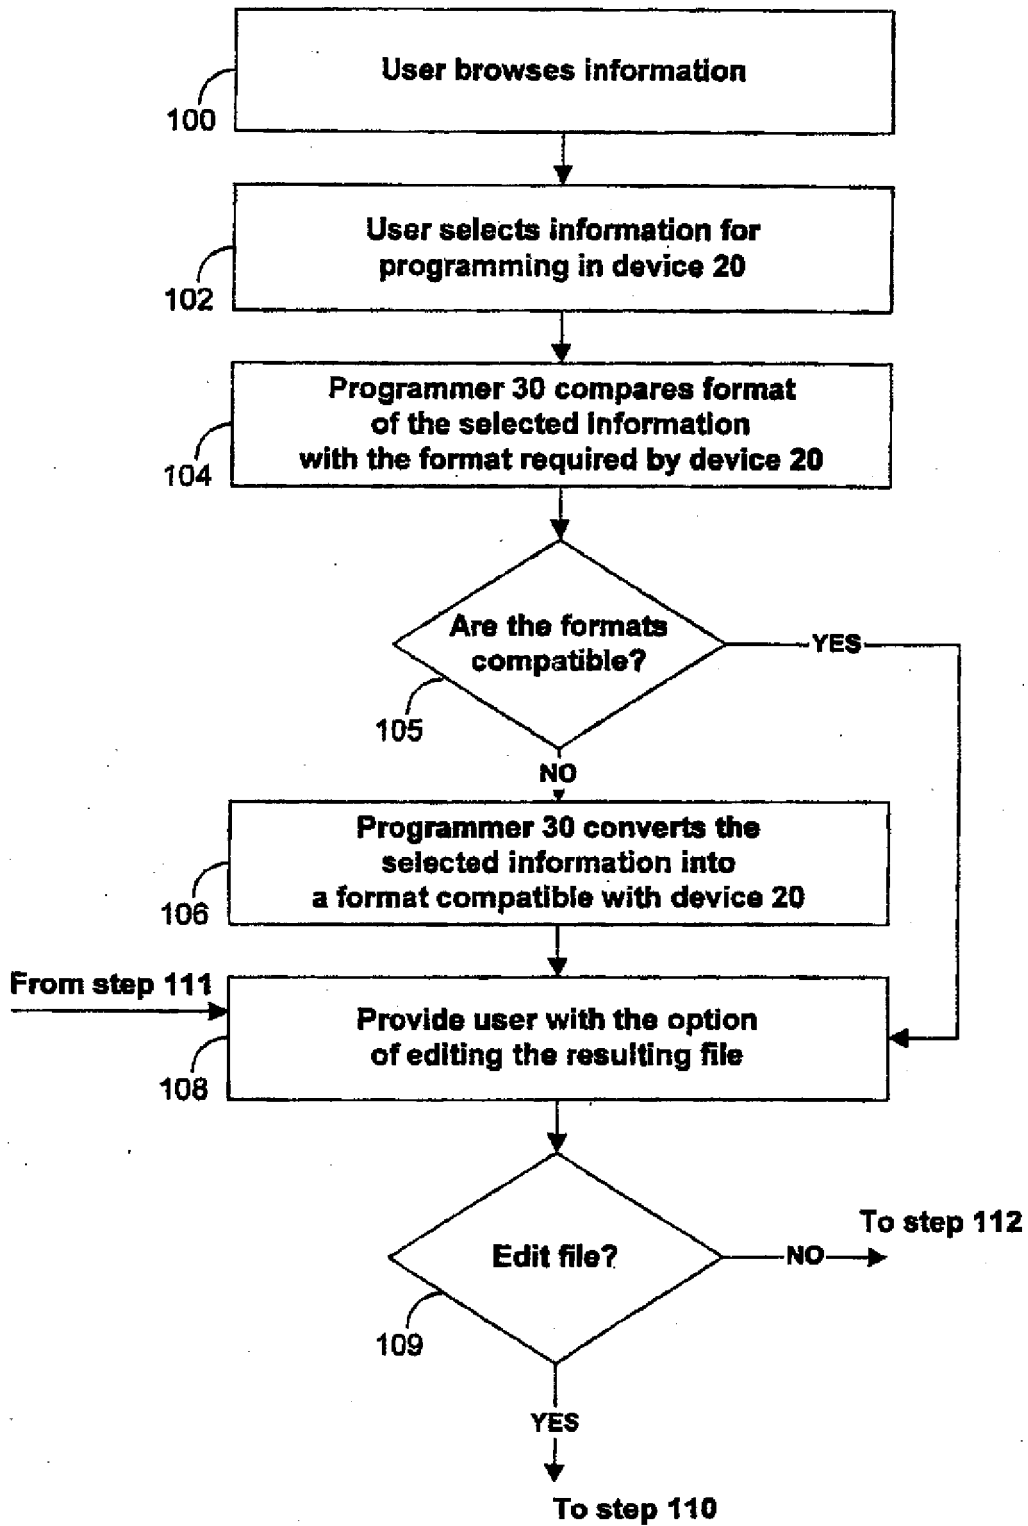 User browses information
100
User selects information for
programming in device 20
102
Programmer 30 compares format
of the selected information
with the format required by device 20
104
Are the formats
compatible?
YES
105
NO
Programmer 30 converts the
selected information into
a format compatible with device 20
106
From step 111
Provide user with the option
of editing the resulting file
108
To step 112
Edit file?
NO
109
YES
To step 110